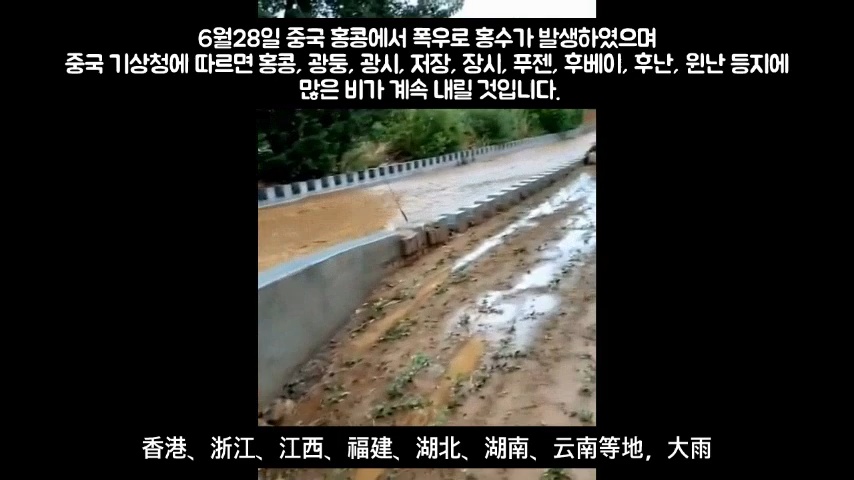 6월28일 중국 홍콩에서 폭우로 홍수가 발생하였으며
중국 기상청에 따르면 홍콩, 광둥, 광시, 저장, 장시, 푸젠, 후베이, 후난, 윈난 등지에
많은 비가 계속 내릴 것입니다.
香港、浙江、江西、福建、湖北、湖南、云南等地，大雨